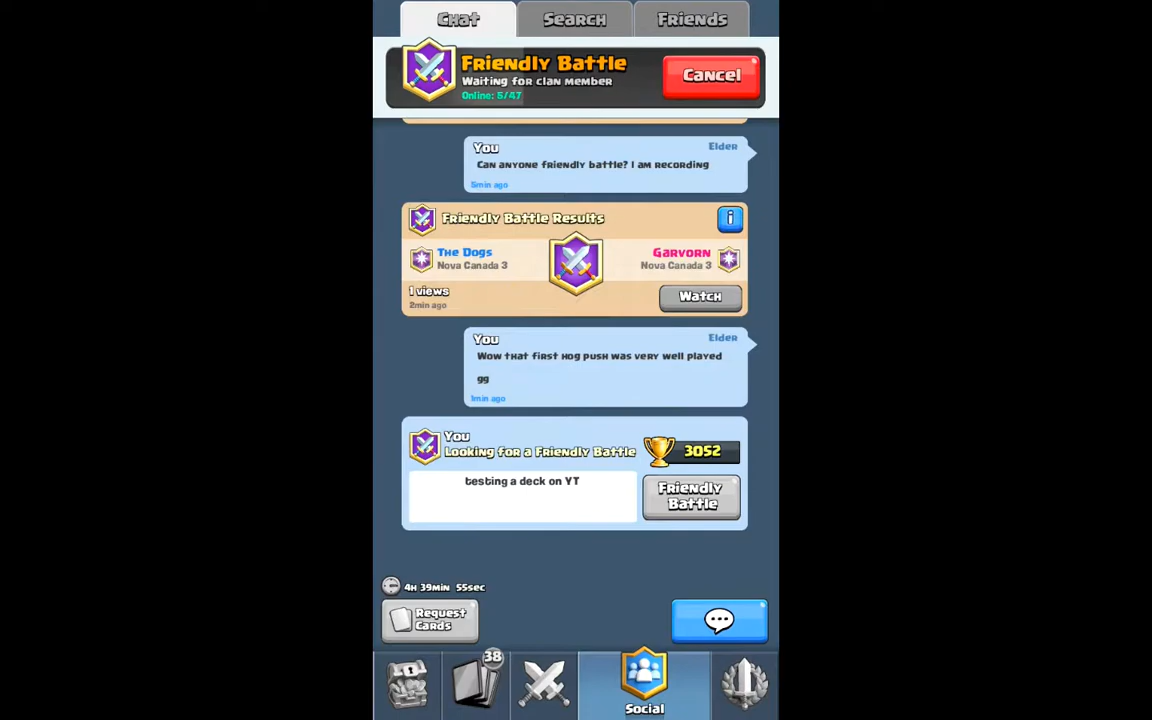 Chat
Search
Friends
Friendly Battle
Waiting for clan member
Online: 5/47
Cancel
You
Elder
Can anyone friendly battle? I am recording
5min ago
Friendly Battle Results
i
The Dogs
Garvorn
Nova Canada 3
Nova Canada 3
1 views
2min ago
Watch
You
Elder
Wow that first hog push was very well played
gg
1min ago
You
Looking for a Friendly Battle
3052
testing a deck on YT
Friendly
Battle
4h 39min 55sec
Request
Cards
38
Social